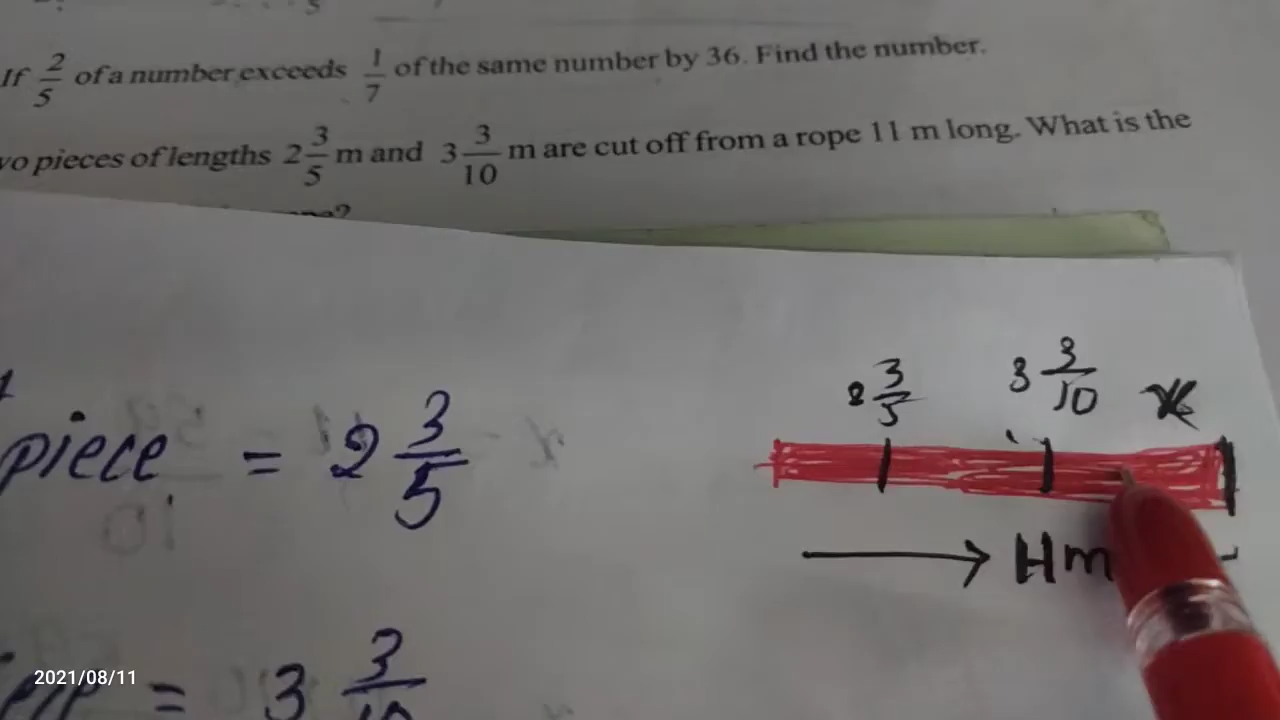 If 2/5 of a number exceeds 1/7 of the same number by 36. Find the number.
pieces of lengths 2 3/5 m and 3 3/10 m are cut off from a rope 11 m long. What is the
piece = 2 3/5
2 3/5 3 3/10 x
11m
= 3 3/10
2021/08/11